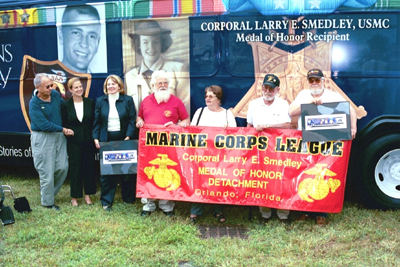 CORPORAL LARRY E. SMEDLEY, USMC
Medal of Honor Recipient
MARINE CORPS LEAGUE
Corporal Larry E. Smedley
MEDAL OF HONOR
DETACHMENT
Orlando, Florida